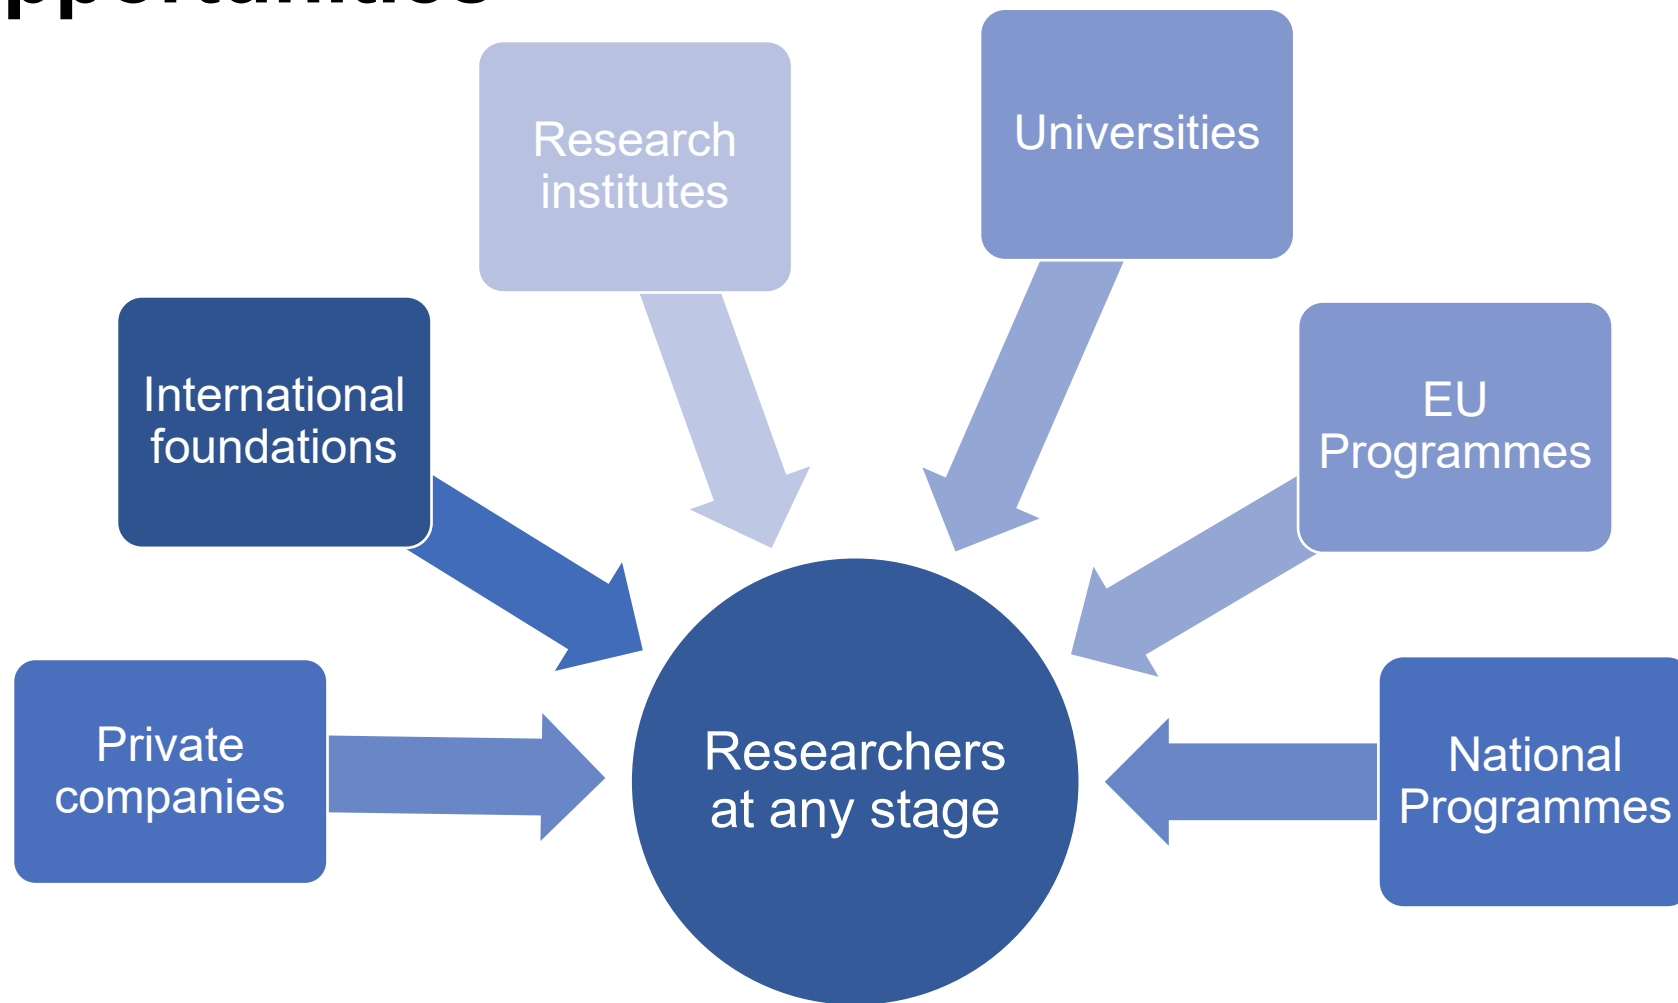 Research
institutes
Universities
International
foundations
EU
Programmes
Private
companies
Researchers
at any stage
National
Programmes